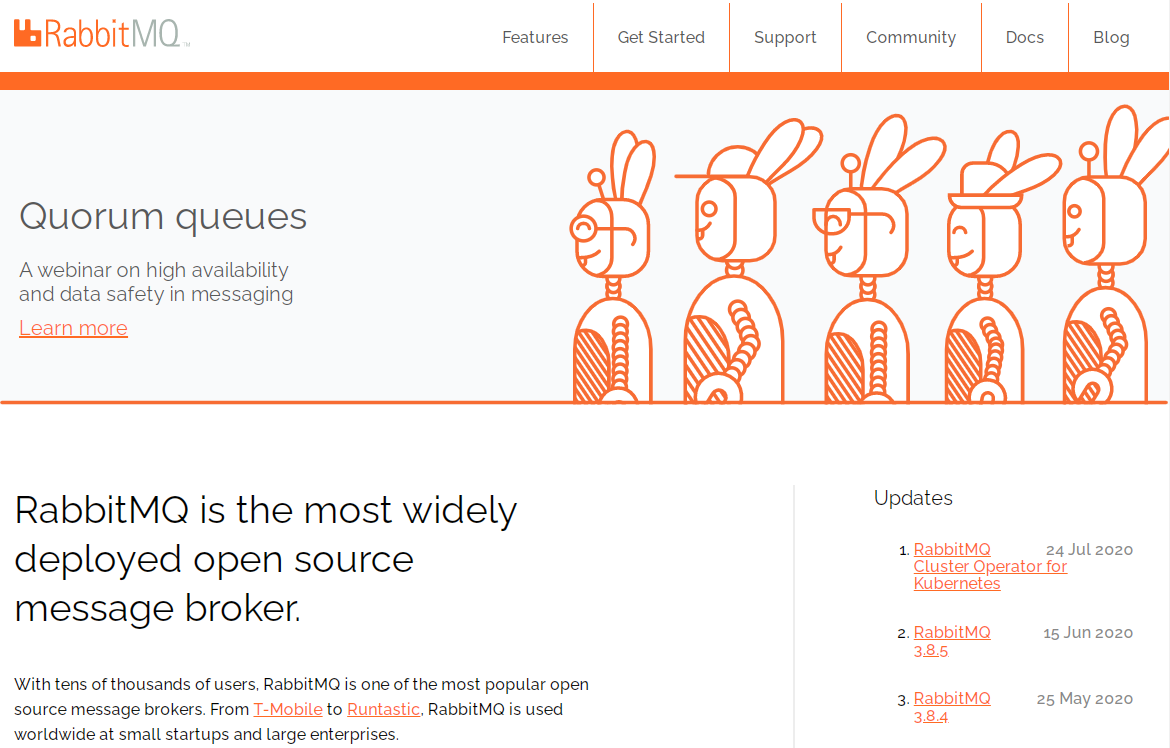 RabbitMQ TM
Features
Get Started
Support
Community
Docs
Blog
Quorum queues
A webinar on high availability
and data safety in messaging
Learn more
RabbitMQ is the most widely
deployed open source
message broker.
With tens of thousands of users, RabbitMQ is one of the most popular open
source message brokers. From T-Mobile to Runtastic, RabbitMQ is used
worldwide at small startups and large enterprises.
Updates
1. RabbitMQ 24 Jul 2020
Cluster Operator for
Kubernetes
2. RabbitMQ 15 Jun 2020
3.8.5
3. RabbitMQ 25 May 2020
3.8.4